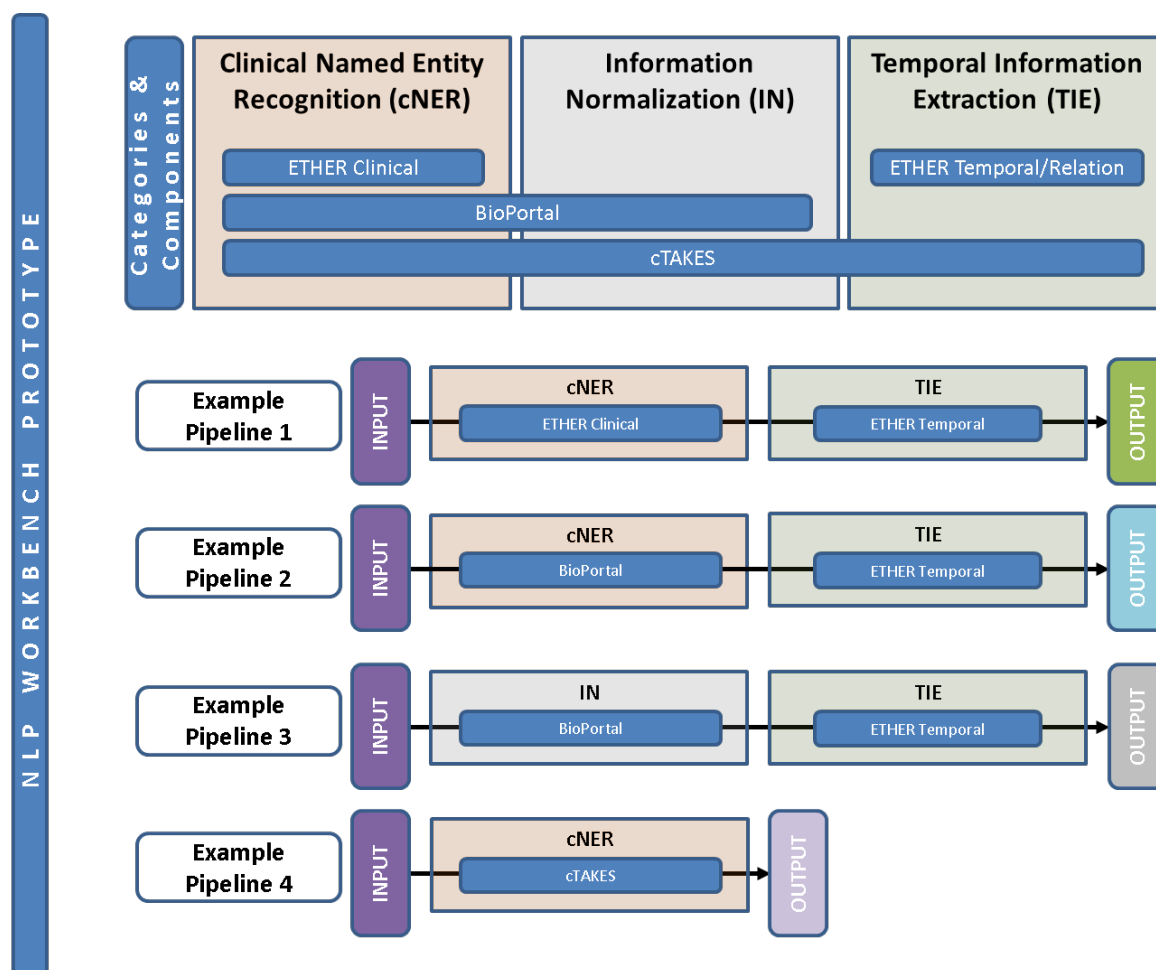 NLP WORKBENCH PROTOTYPE
Categories &
Components
Clinical Named Entity
Recognition (cNER)
Information
Normalization (IN)
Temporal Information
Extraction (TIE)
ETHER Clinical
ETHER Temporal/Relation
BioPortal
cTAKES
Example
Pipeline 1
INPUT
cNER
ETHER Clinical
TIE
ETHER Temporal
OUTPUT
Example
Pipeline 2
INPUT
cNER
BioPortal
TIE
ETHER Temporal
OUTPUT
Example
Pipeline 3
INPUT
IN
BioPortal
TIE
ETHER Temporal
OUTPUT
Example
Pipeline 4
INPUT
cNER
cTAKES
OUTPUT